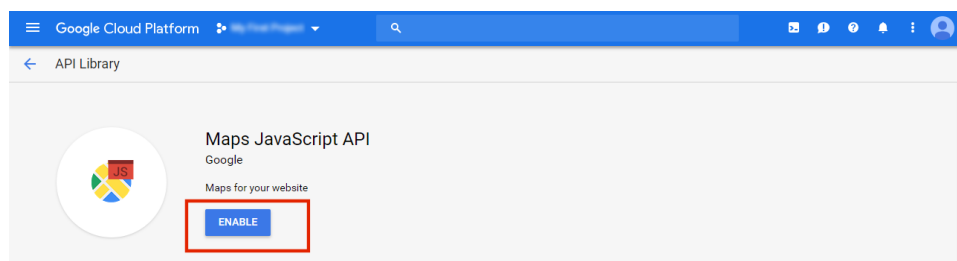 Google Cloud Platform
API Library
JS
Maps JavaScript API
Google
Maps for your website
ENABLE